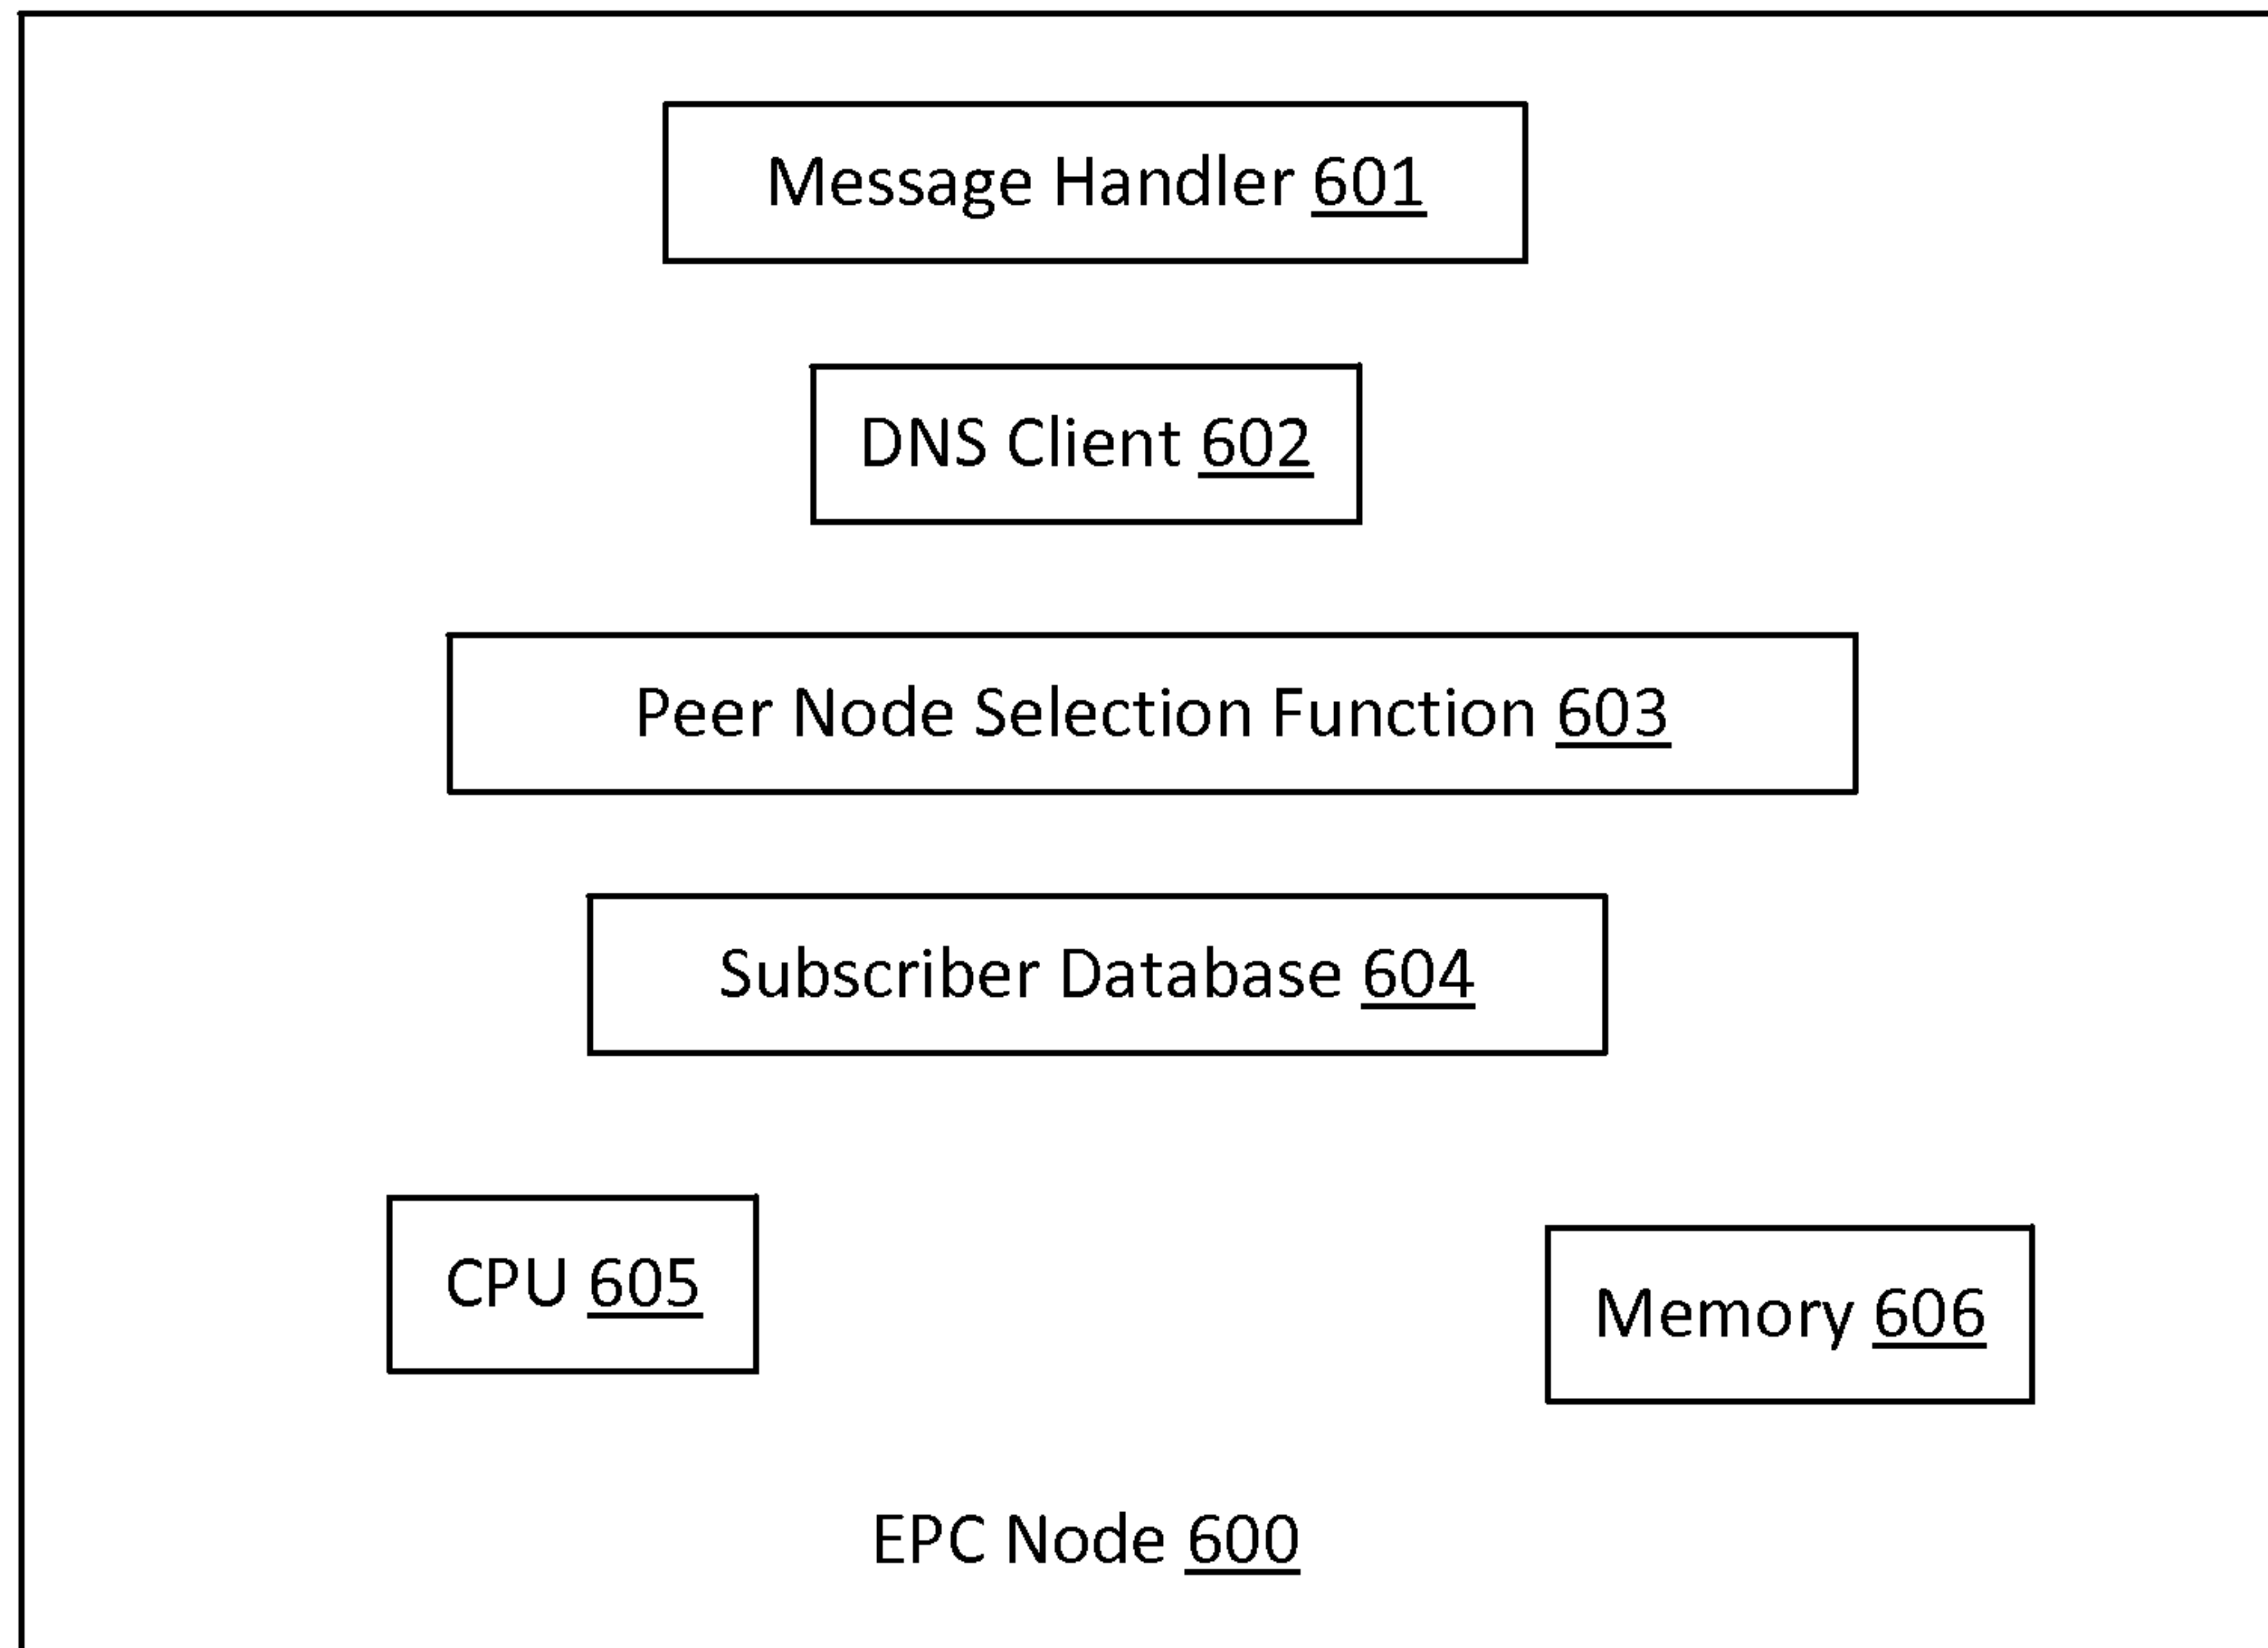 Message Handler 601
DNS Client 602
Peer Node Selection Function 603
Subscriber Database 604
CPU 605
Memory 606
EPC Node 600